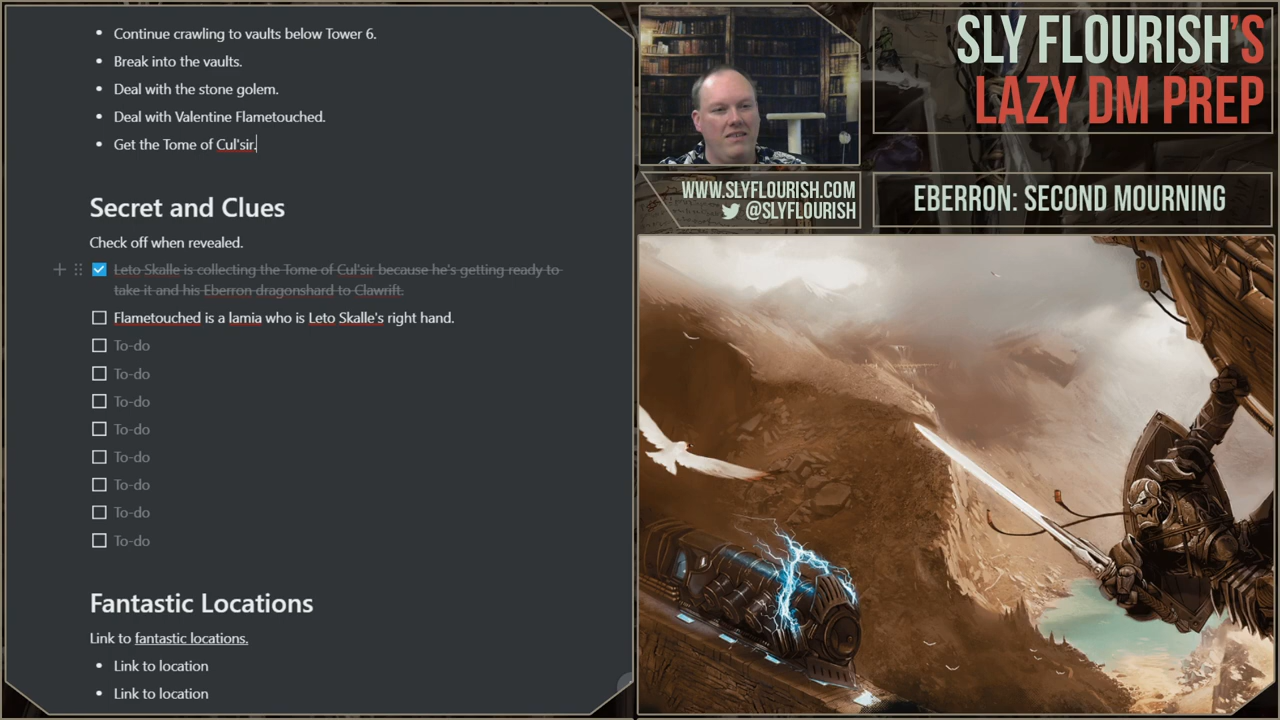 Continue crawling to vaults below Tower 6.
Break into the vaults.
Deal with the stone golem.
Deal with Valentine Flametouched.
Get the Tome of Cul'sir.
Secret and Clues
Check off when revealed.
Leto Skalle is collecting the Tome of Cul'sir because he's getting ready to
take it and his Eberron dragonshard to Clawrift.
Flametouched is a lamia who is Leto Skalle's right hand.
To-do
To-do
To-do
To-do
To-do
To-do
To-do
To-do
Fantastic Locations
Link to fantastic locations.
Link to location
Link to location
SLY FLOURISH'S
LAZY DM PREP
WWW.SLYFLOURISH.COM
@SLYFLOURISH
EBERRON: SECOND MOURNING